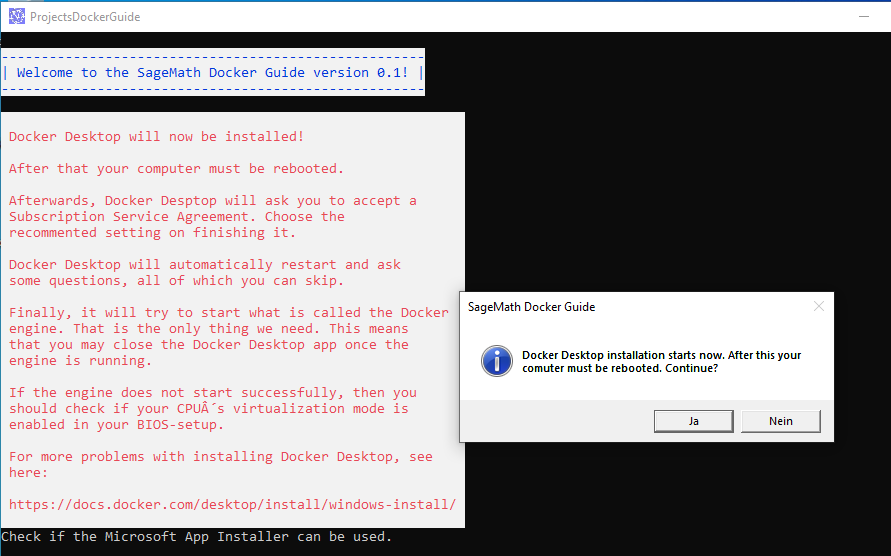 ProjectsDockerGuide
-----------------------------------------------------
| Welcome to the SageMath Docker Guide version 0.1! |
-----------------------------------------------------
Docker Desktop will now be installed!
After that your computer must be rebooted.
Afterwards, Docker Desptop will ask you to accept a
Subscription Service Agreement. Choose the
recommented setting on finishing it.
Docker Desktop will automatically restart and ask
some questions, all of which you can skip.
Finally, it will try to start what is called the Docker
engine. That is the only thing we need. This means
that you may close the Docker Desktop app once the
engine is running.
If the engine does not start successfully, then you
should check if your CPUÂ´s virtualization mode is
enabled in your BIOS-setup.
For more problems with installing Docker Desktop, see
here:
https://docs.docker.com/desktop/install/windows-install/
Check if the Microsoft App Installer can be used.
SageMath Docker Guide
Docker Desktop installation starts now. After this your
comuter must be rebooted. Continue?
Ja
Nein